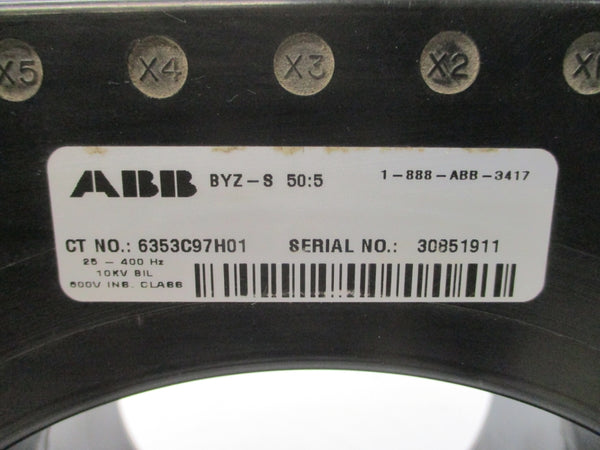 X5 X4 X3 X2 X1
ABB BYZ-S 50:5 1-888-ABB-3417
CT NO.: 6353C97H01 SERIAL NO.: 30851911
25 - 400 Hz
10KV BIL
600V INS. CLASS